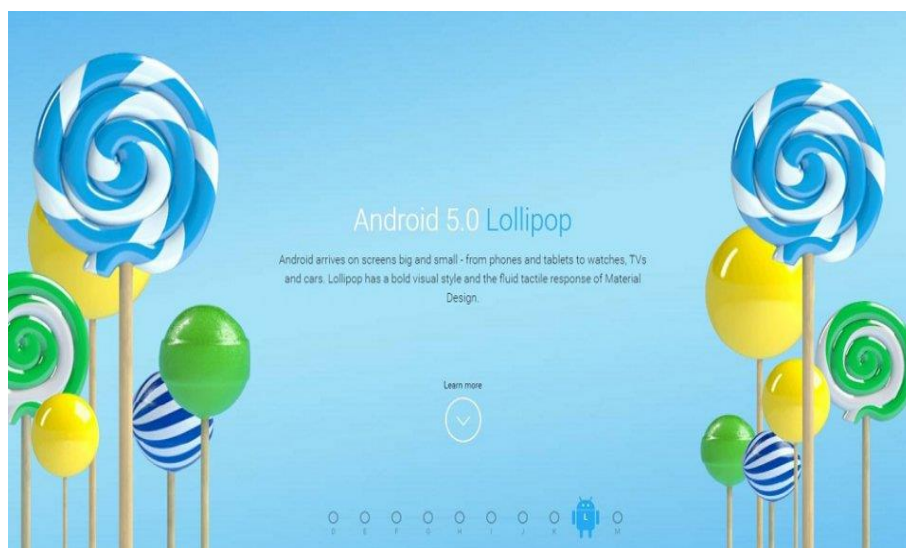 Android 5.0 Lollipop
Android arrives on screens big and small - from phones and tablets to watches, TVs
and cars. Lollipop has a bold visual style and the fluid tactile response of Material
Design.
Learn more
D E F G H I J K L M